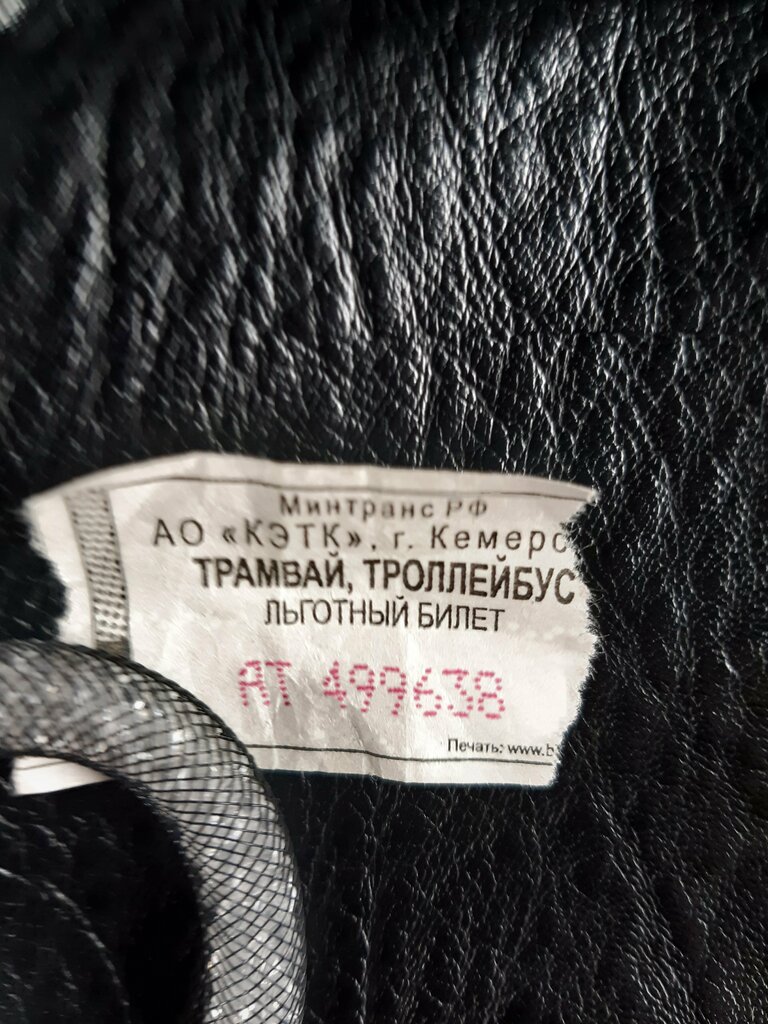 Минтранс РФ
АО «КЭТК», г. Кемеро
ТРАМВАЙ, ТРОЛЛЕЙБУС
ЛЬГОТНЫЙ БИЛЕТ
АТ 499638
Печать: www.b